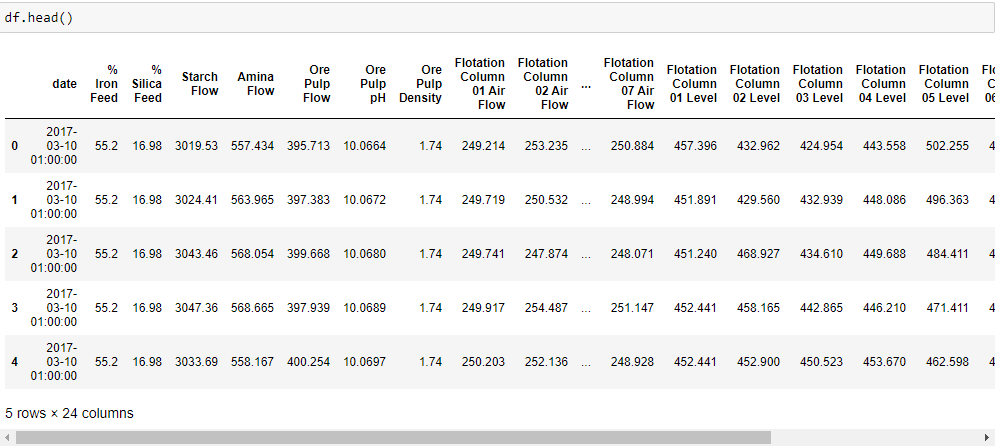 df.head()
date % Iron Feed % Silica Feed Starch Flow Amina Flow Ore Pulp Flow Ore Pulp pH Ore Pulp Density Flotation Column 01 Air Flow Flotation Column 02 Air Flow ... Flotation Column 07 Air Flow Flotation Column 01 Level Flotation Column 02 Level Flotation Column 03 Level Flotation Column 04 Level Flotation Column 05 Level
0 2017-03-10 01:00:00 55.2 16.98 3019.53 557.434 395.713 10.0664 1.74 249.214 253.235 ... 250.884 457.396 432.962 424.954 443.558 502.255
1 2017-03-10 01:00:00 55.2 16.98 3024.41 563.965 397.383 10.0672 1.74 249.719 250.532 ... 248.994 451.891 429.560 432.939 448.086 496.363
2 2017-03-10 01:00:00 55.2 16.98 3043.46 568.054 399.668 10.0680 1.74 249.741 247.874 ... 248.071 451.240 468.927 434.610 449.688 484.411
3 2017-03-10 01:00:00 55.2 16.98 3047.36 568.665 397.939 10.0689 1.74 249.917 254.487 ... 251.147 452.441 458.165 442.865 446.210 471.411
4 2017-03-10 01:00:00 55.2 16.98 3033.69 558.167 400.254 10.0697 1.74 250.203 252.136 ... 248.928 452.441 452.900 450.523 453.670 462.598
5 rows × 24 columns